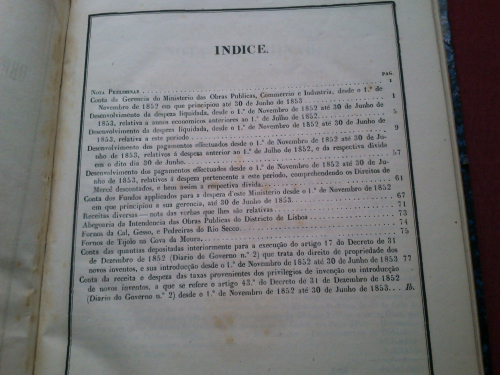 INDICE.
PAG.
Nota Preliminar 1
Conta da Gerencia do Ministerio das Obras Publicas, Commercio e Industria, desde o 1.º de
Novembro de 1852 em que principiou até 30 de Junho de 1853 1
Desenvolvimento da despeza liquidada, desde o 1.º de Novembro de 1852 até 30 de Junho de
1853, relativa a annos economicos anteriores ao 1.º de Julho de 1852. 5
Desenvolvimento da despeza liquidada, desde o 1.º de Novembro de 1852 até 30 de Junho de
1853, relativa a este periodo 9
Desenvolvimento dos pagamentos effectuados desde o 1.º de Novembro de 1852 até 30 de Ju-
nho de 1853, relativa a despeza anterior ao 1.º de Julho de 1852, e da respectiva divida
em o dito dia 30 de Junho. 57
Desenvolvimento dos pagamentos effectuados desde o 1.º de Novembro de 1852 até 30 de Ju-
nho de 1853, relativos á despeza pertencente a este periodo, comprehendendo os Direitos de
Mercê descontados, e bem assim a respectiva divida 61
Conta dos Fundos applicados para a despeza d'este Ministerio desde o 1.º de Novembro de 1852
em que principiou a sua gerencia, até 30 de Junho de 1853 67
Receitas diversas — nota das verbas que lhes são relativas 71
Alegueria da Intendencia das Obras Publicas do Districto de Lisboa 73
Fornos da Cal, Gesso, e Pedreiras do Rio Secco. 74
Fornos de Tijolo na Cova da Moura. 75
Conta das quantias depositadas interiormente para a execução do artigo 17 do Decreto de 31
de Dezembro de 1852 (Diario do Governo n.º 2) que trata do direito de propriedade dos
novos inventos, e sua introducção desde o 1.º de Novembro de 1852 até 30 de Junho de 1853 77
Conta da receita e despeza das taxas provenientes dos privilegios de invenção ou introducção
de novos inventos, a que se refere o artigo 43.º do Decreto de 31 de Dezembro de 1852
(Diario do Governo n.º 2) desde o 1.º de Novembro de 1852 até 30 de Junho de 1853 Ib.